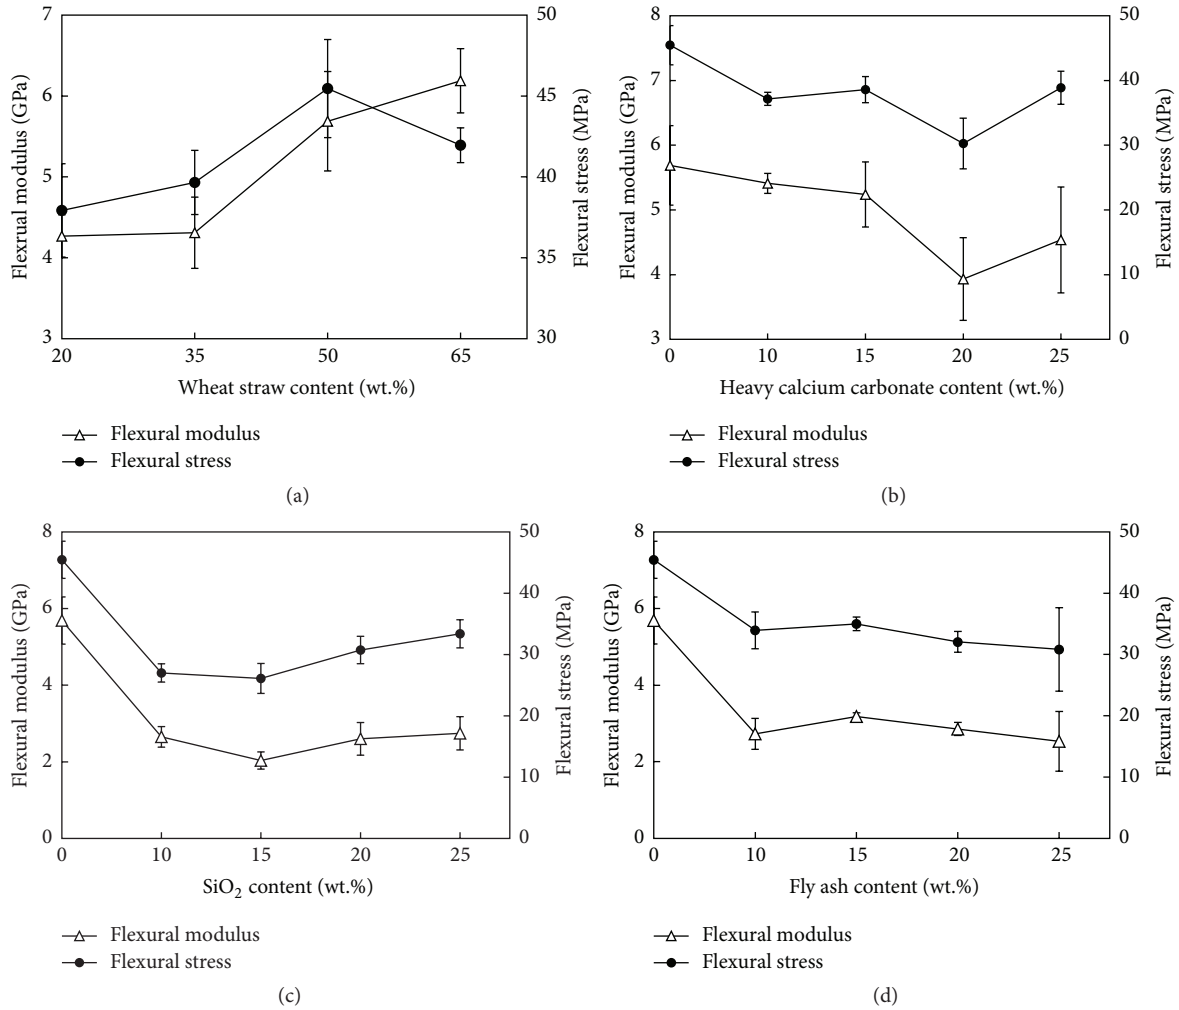 7
6
5
4
3
Flexrual modulus (GPa)
50
45
40
35
30
Flexural stress (MPa)
20 35 50 65
Wheat straw content (wt.%)
Flexural modulus
Flexural stress
(a)
8
7
6
5
4
3
Flexural modulus (GPa)
50
40
30
20
10
0
Flexural stress (MPa)
0 10 15 20 25
Heavy calcium carbonate content (wt.%)
Flexural modulus
Flexural stress
(b)
8
6
4
2
0
Flexural modulus (GPa)
50
40
30
20
10
0
Flexural stress (MPa)
0 10 15 20 25
SiO2 content (wt.%)
Flexural modulus
Flexural stress
(c)
8
6
4
2
0
Flexural modulus (GPa)
50
40
30
20
10
0
Flexural stress (MPa)
0 10 15 20 25
Fly ash content (wt.%)
Flexural modulus
Flexural stress
(d)